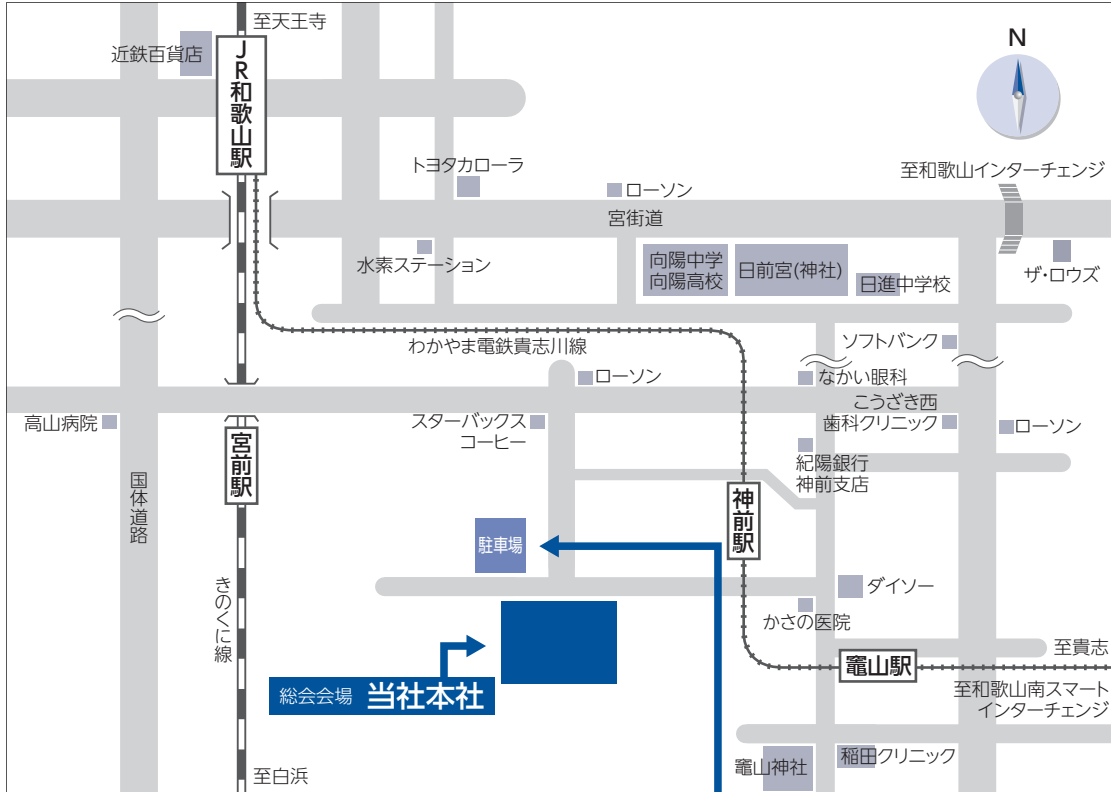 至天王寺
近鉄百貨店
JR和歌山駅
N
トヨタカローラ
ローソン
至和歌山インターチェンジ
宮街道
水素ステーション
向陽中学
向陽高校
日前宮(神社)
日進中学校
ザ・ロウズ
わかやま電鉄貴志川線
ソフトバンク
ローソン
なかい眼科
高山病院
スターバックス
コーヒー
こうざき西
歯科クリニック
ローソン
宮前駅
国体道路
紀陽銀行
神前支店
神前駅
駐車場
きのくに線
ダイソー
かさの医院
竈山駅
至貴志
総会会場 当社本社
至和歌山南スマート
インターチェンジ
竈山神社
稲田クリニック
至白浜